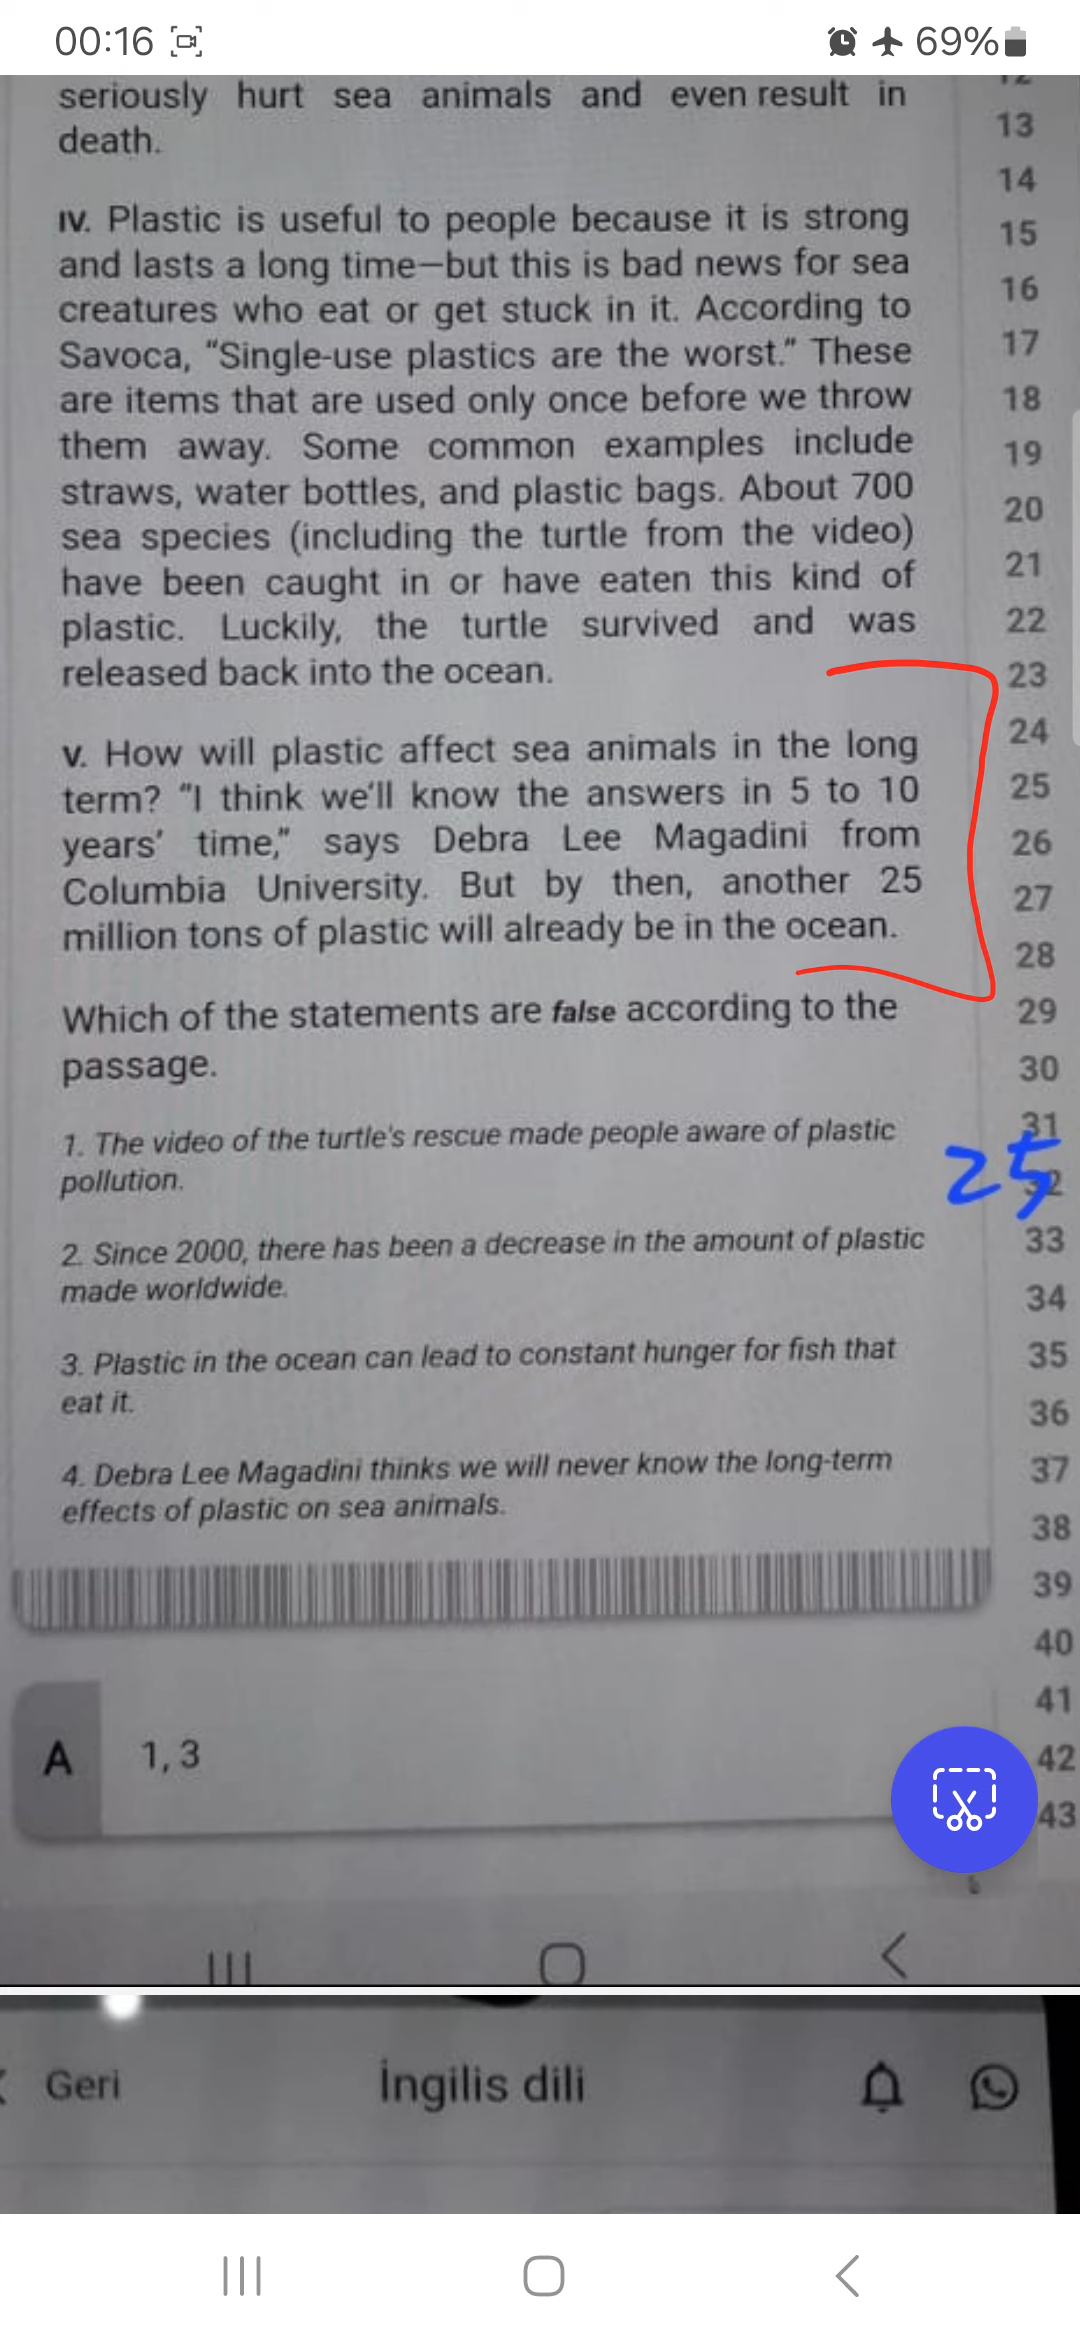 00:16
69%
seriously hurt sea animals and even result in
death.
IV. Plastic is useful to people because it is strong
and lasts a long time—but this is bad news for sea
creatures who eat or get stuck in it. According to
Savoca, “Single-use plastics are the worst.” These
are items that are used only once before we throw
them away. Some common examples include
straws, water bottles, and plastic bags. About 700
sea species (including the turtle from the video)
have been caught in or have eaten this kind of
plastic. Luckily, the turtle survived and was
released back into the ocean.
V. How will plastic affect sea animals in the long
term? “I think we’ll know the answers in 5 to 10
years’ time,” says Debra Lee Magadini from
Columbia University. But by then, another 25
million tons of plastic will already be in the ocean.
Which of the statements are false according to the
passage.
1. The video of the turtle's rescue made people aware of plastic
pollution.
2. Since 2000, there has been a decrease in the amount of plastic
made worldwide.
3. Plastic in the ocean can lead to constant hunger for fish that
eat it.
4. Debra Lee Magadini thinks we will never know the long-term
effects of plastic on sea animals.
A 1, 3
12
13
14
15
16
17
18
19
20
21
22
23
24
25
26
27
28
29
30
31
25
32
33
34
35
36
37
38
39
40
41
42
43
Geri
İngilis dili